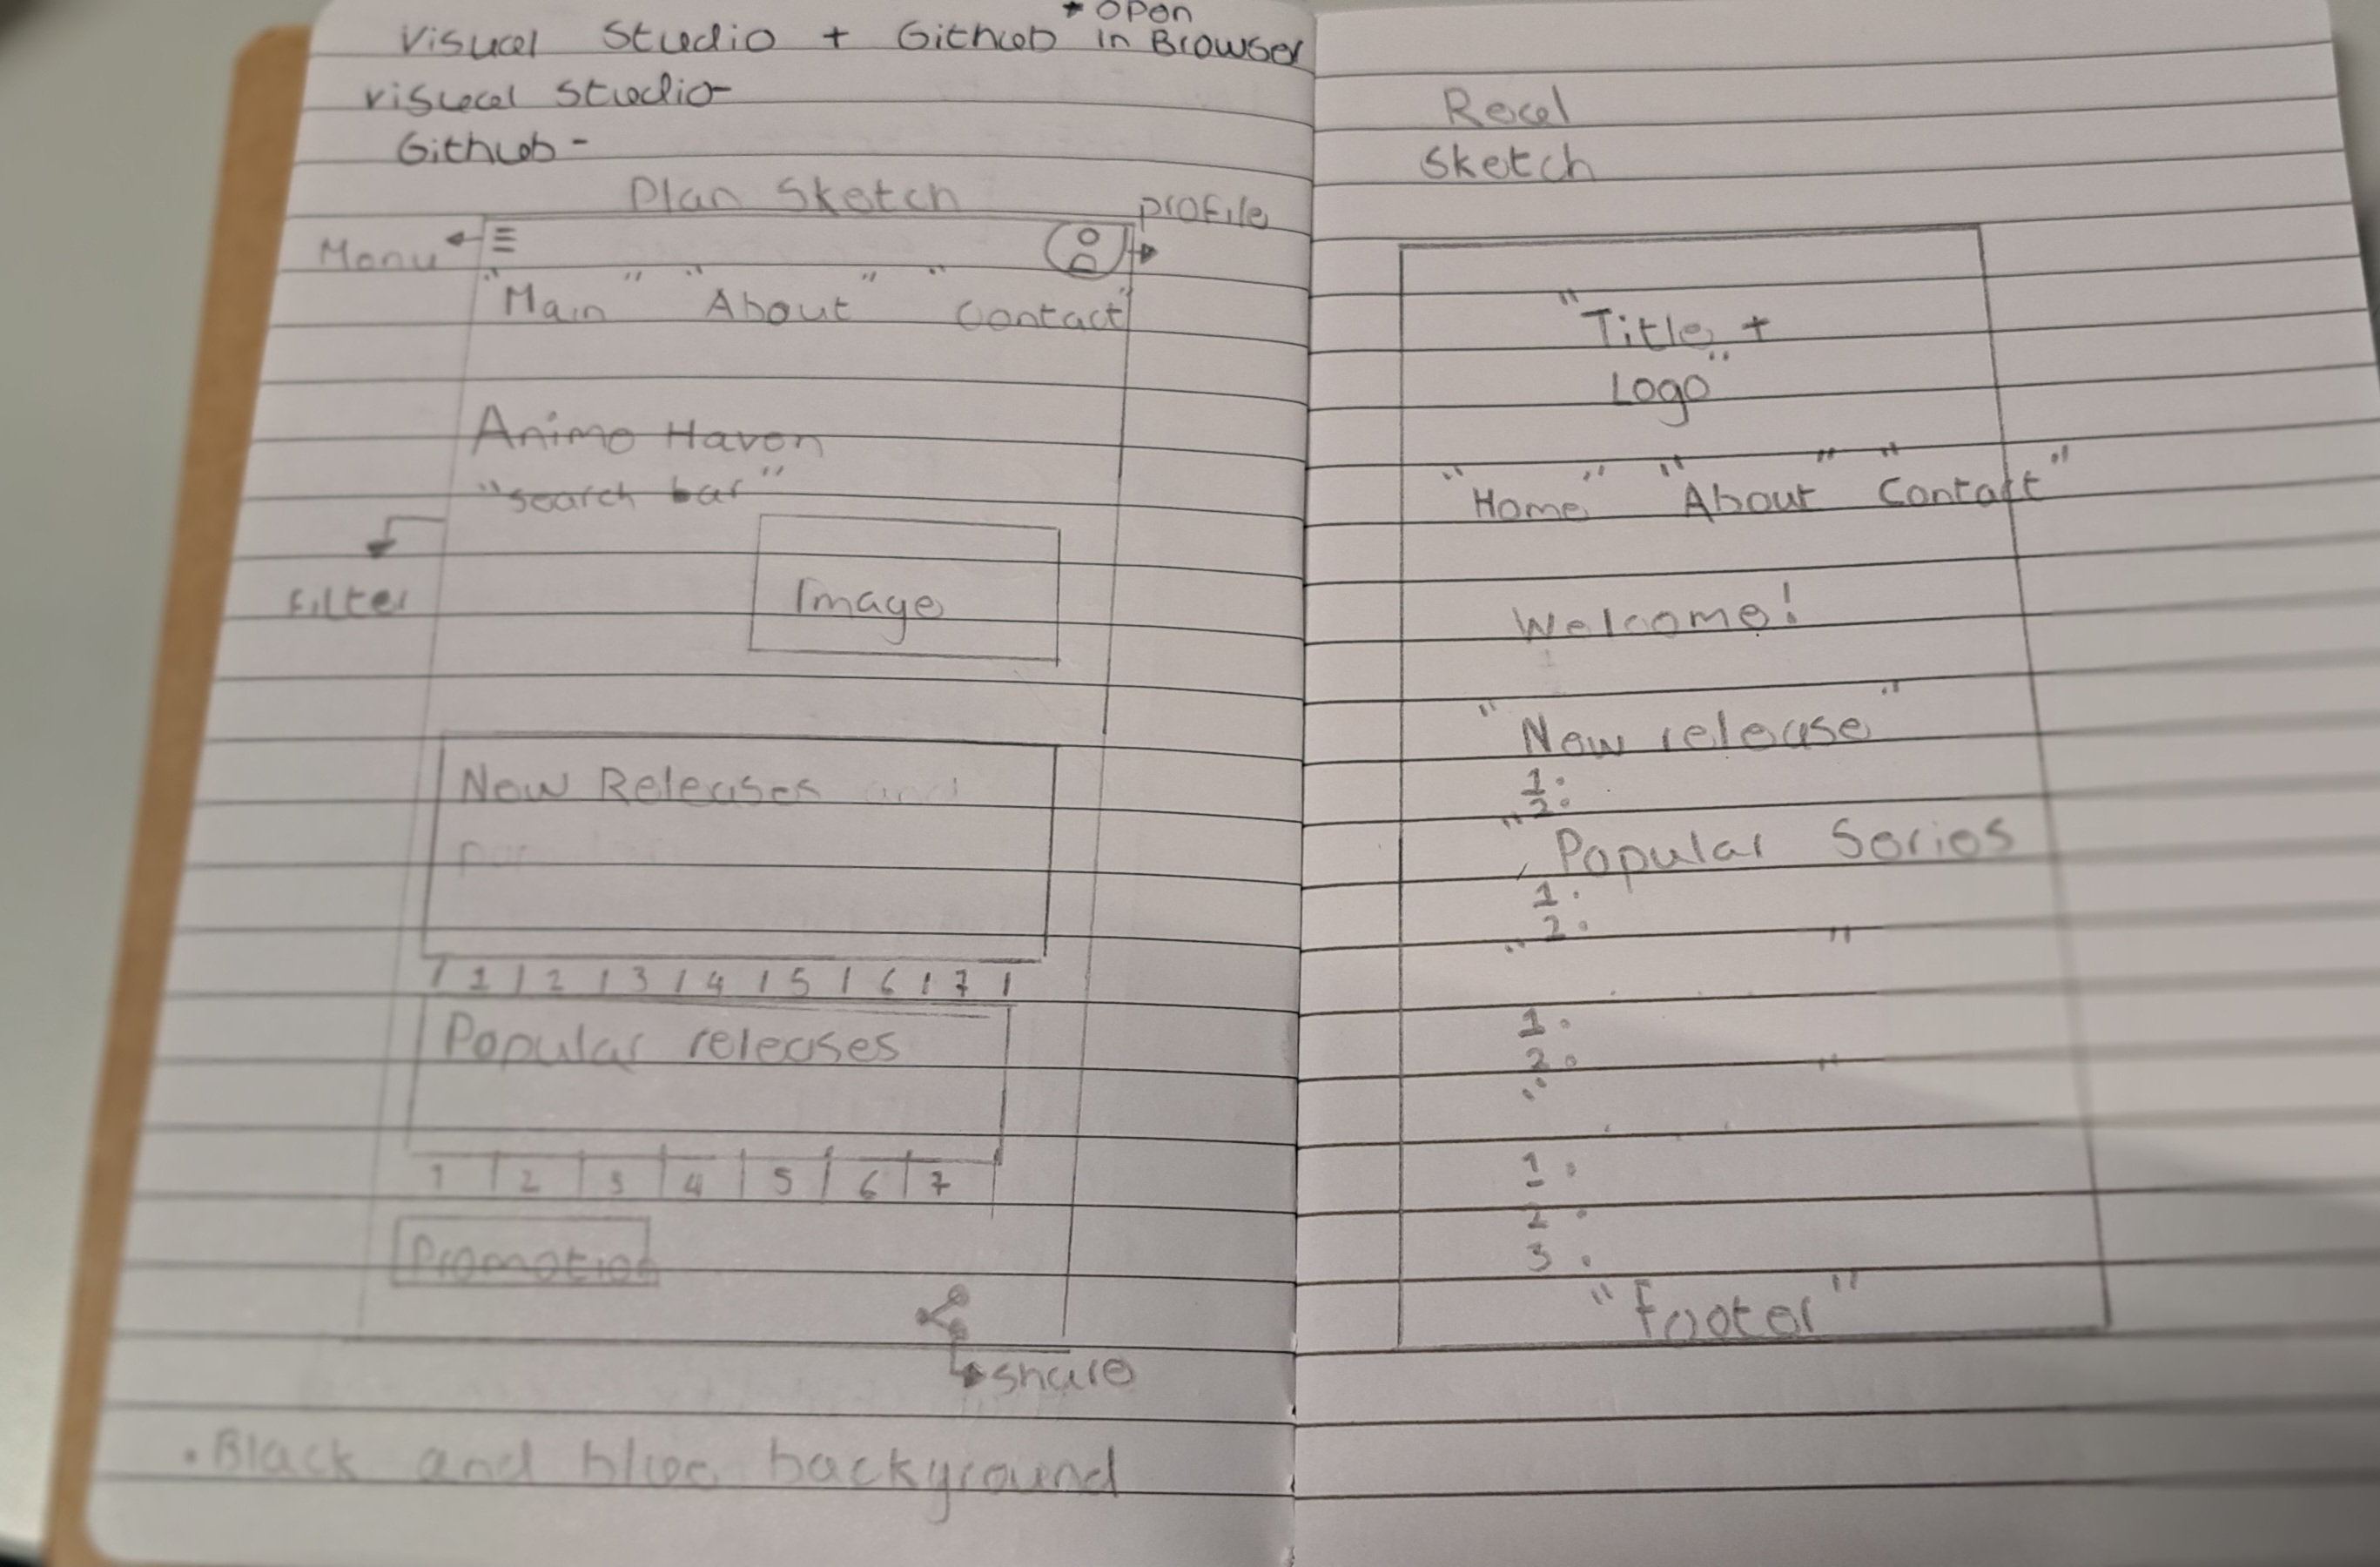 * Open
Visual Studio + Github in Browser
Visual Studio-
Github-
Plan Sketch
profile
Menu
"Main" "About" "Contact"
Anime Haven
"search bar"
Filter
Image
New Releases and
1 2 3 4 5 6 7
Popular releases
1 2 3 4 5 6 7
Promotion
share
. Black and blue background
Real
Sketch
"Title +
Logo"
"Home" "About" "Contact"
Welcome!
"New release"
1.
2.
"Popular Series
1.
2.
" "
1.
2.
" "
1.
2.
3.
"footer"